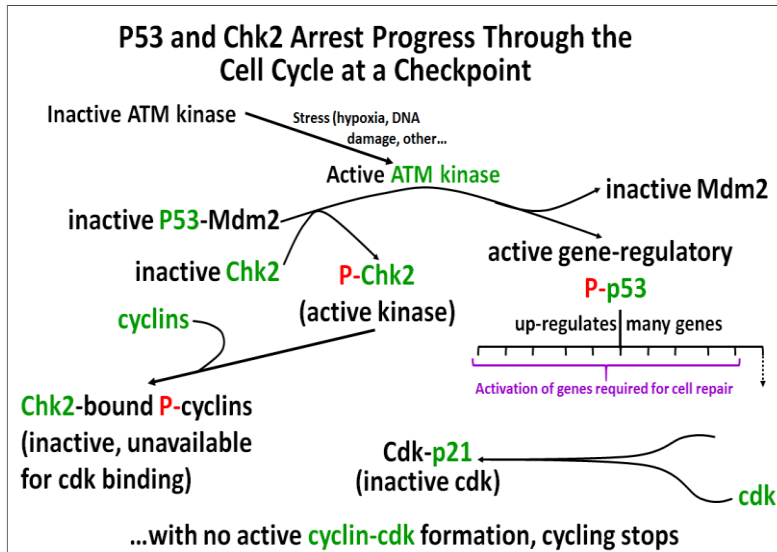 P53 and Chk2 Arrest Progress Through the
Cell Cycle at a Checkpoint
Inactive ATM kinase
Stress (hypoxia, DNA
damage, other...
Active ATM kinase
inactive Mdm2
inactive P53-Mdm2
active gene-regulatory
inactive Chk2
P-Chk2
P-p53
(active kinase)
cyclins
up-regulates many genes
Activation of genes required for cell repair
Chk2-bound P-cyclins
(inactive, unavailable
for cdk binding)
Cdk-p21
(inactive cdk)
cdk
...with no active cyclin-cdk formation, cycling stops